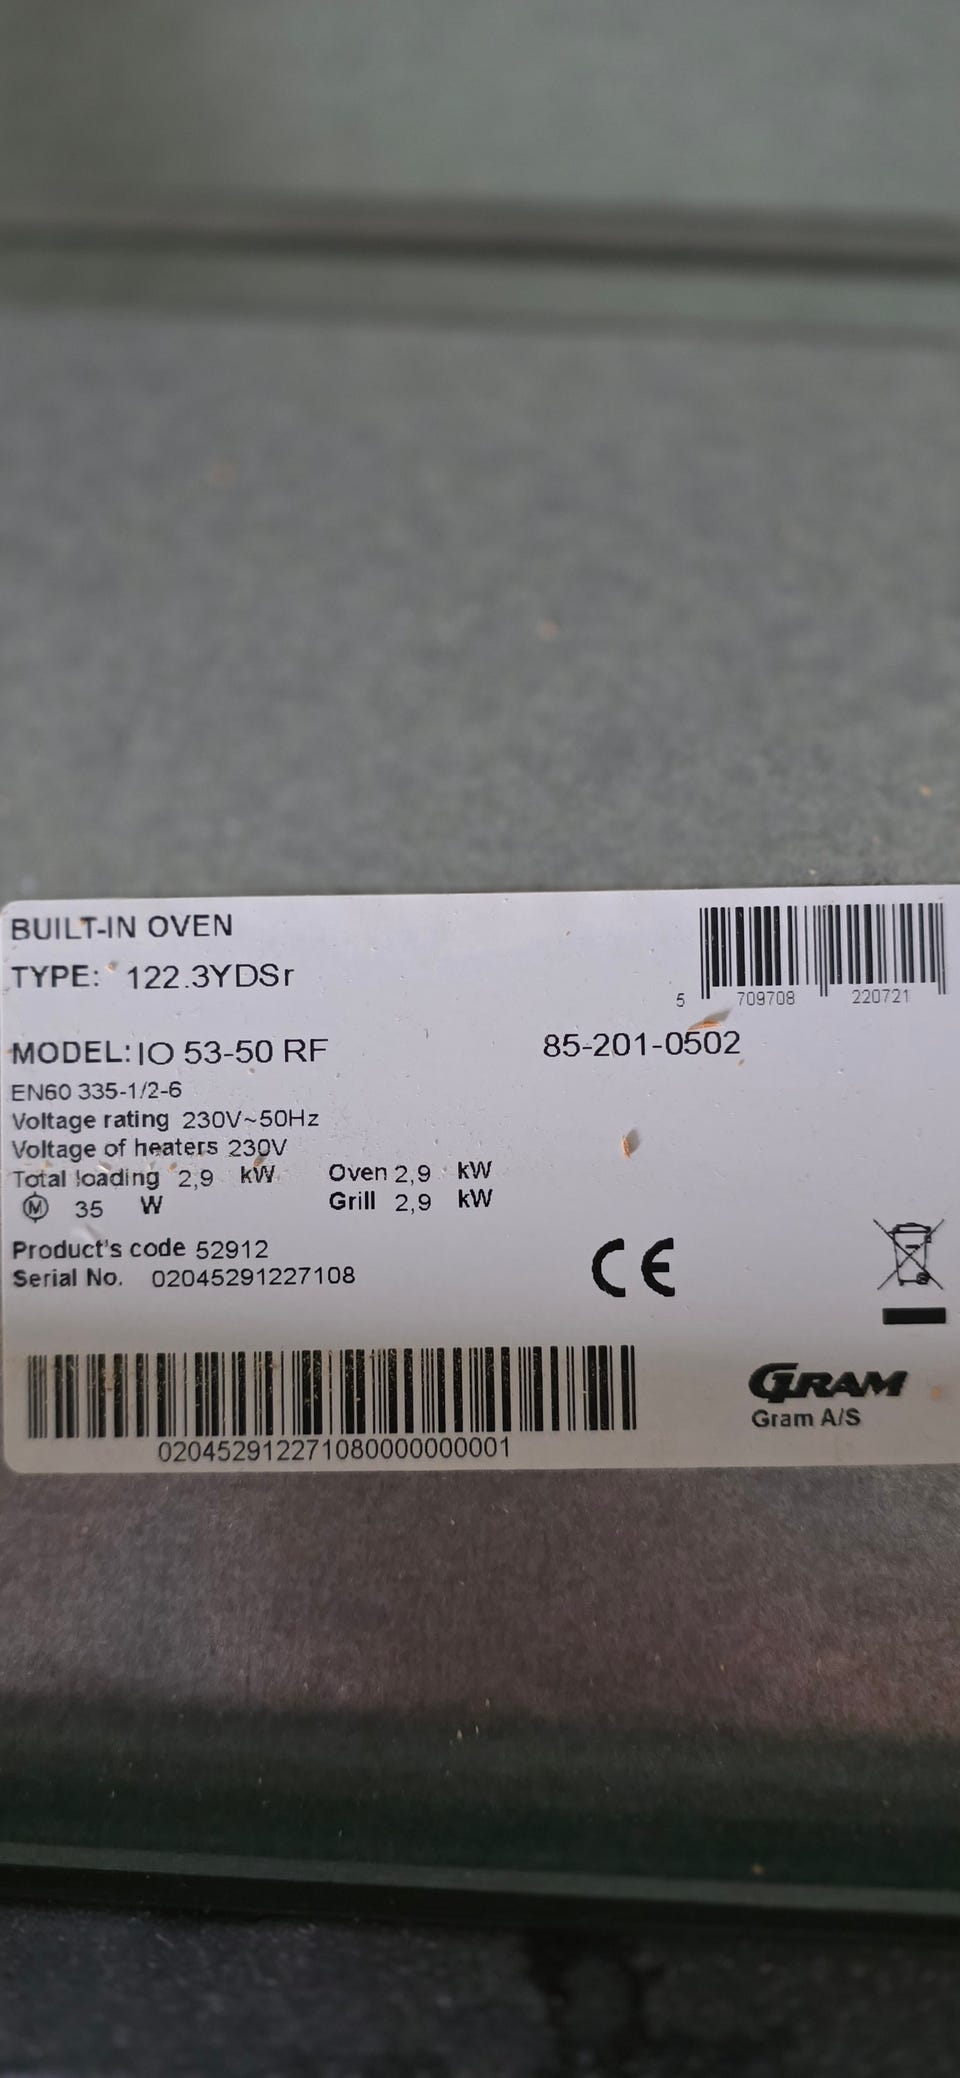 BUILT-IN OVEN
TYPE: 122.3YDSr
5 709708 220721
MODEL: IO 53-50 RF
85-201-0502
EN60 335-1/2-6
Voltage rating 230V~50Hz
Voltage of heaters 230V
Total loading 2,9 kW Oven 2,9 kW
M 35 W Grill 2,9 kW
Product's code 52912
Serial No. 02045291227108
CE
020452912271080000000001
GRAM
Gram A/S